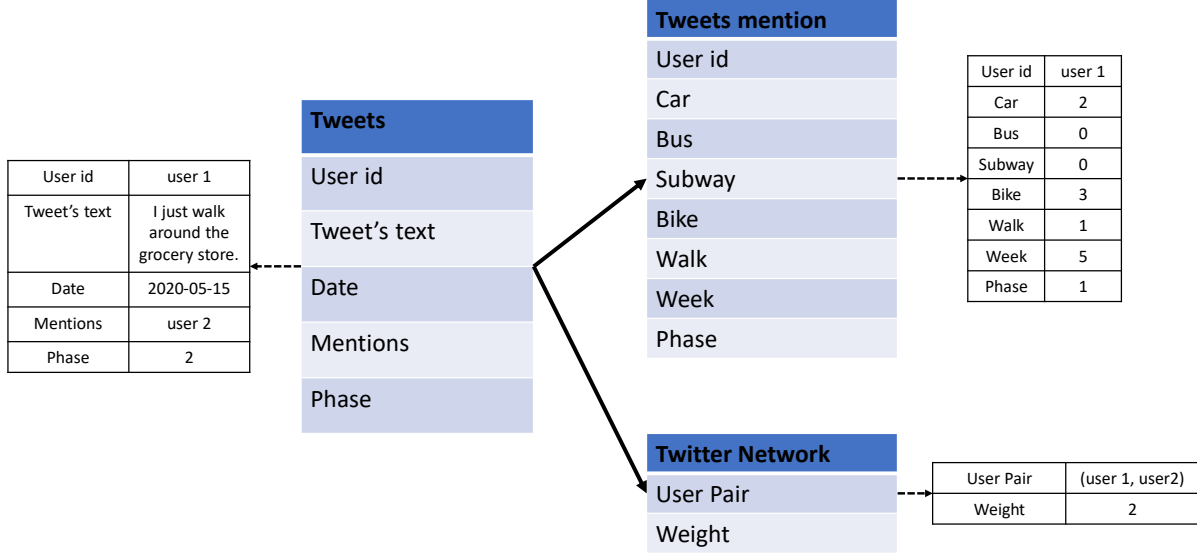 User id user 1
Tweet’s text I just walk
around the
grocery store.
Date 2020-05-15
Mentions user 2
Phase 2
Tweets
User id
Tweet’s text
Date
Mentions
Phase
Tweets mention
User id
Car
Bus
Subway
Bike
Walk
Week
Phase
User id user 1
Car 2
Bus 0
Subway 0
Bike 3
Walk 1
Week 5
Phase 1
Twitter Network
User Pair
Weight
User Pair (user 1, user2)
Weight 2